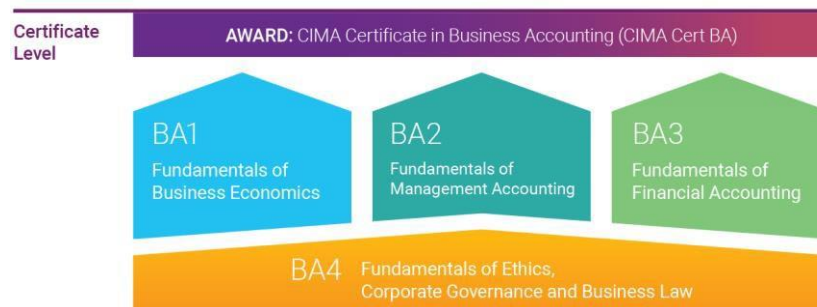 Certificate
Level
AWARD: CIMA Certificate in Business Accounting (CIMA Cert BA)
BA1
Fundamentals of
Business Economics
BA2
Fundamentals of
Management Accounting
BA3
Fundamentals of
Financial Accounting
BA4
Fundamentals of Ethics,
Corporate Governance and Business Law